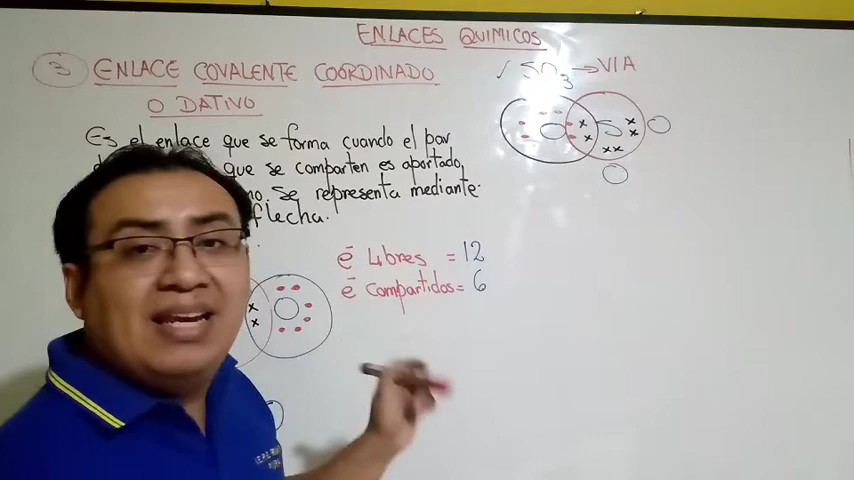 ENLACES QUIMICOS
3 ENLACE COVALENTE COORDINADO
O DATIVO
Es el enlace que se forma cuando el par
que se comparten es aportado
Se representa mediante
flecha.
ē Libres = 12
ē Compartidos = 6
✓ SO3 → VIA
S